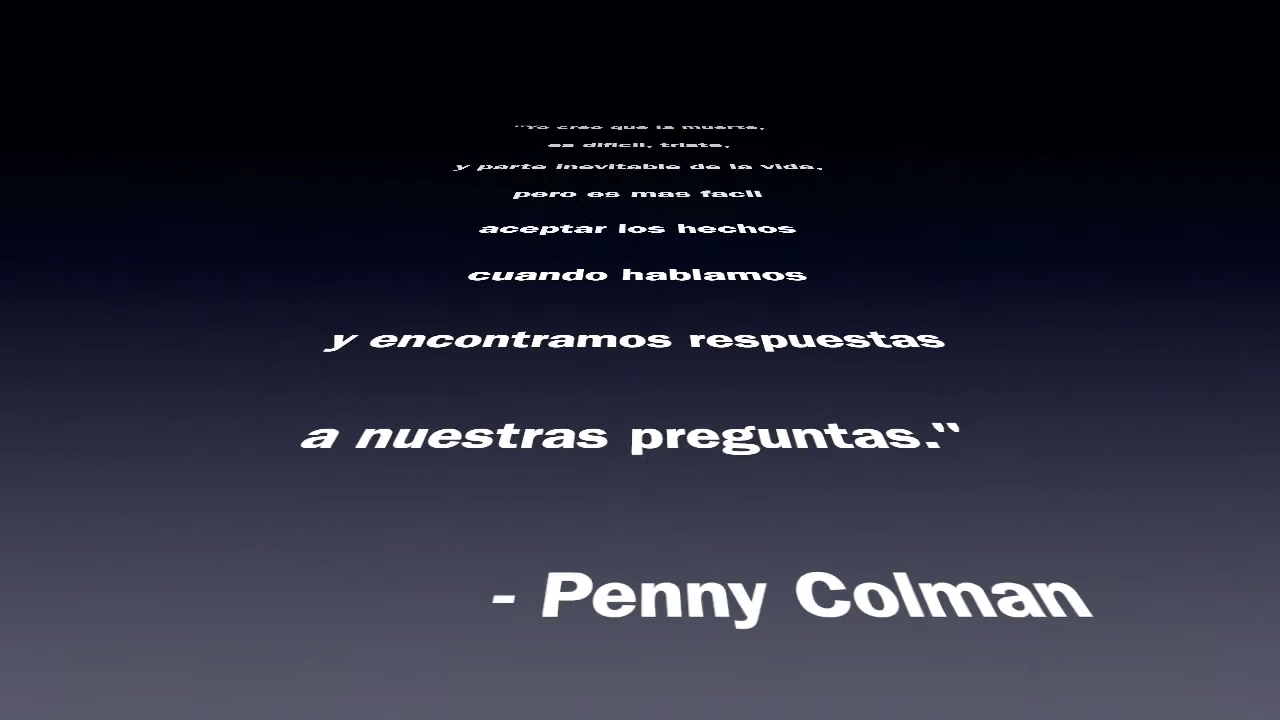 "Yo creo que la muerte,
es dificil, triste,
y parte inevitable de la vida,
pero es mas facil
aceptar los hechos
cuando hablamos
y encontramos respuestas
a nuestras preguntas."
- Penny Colman